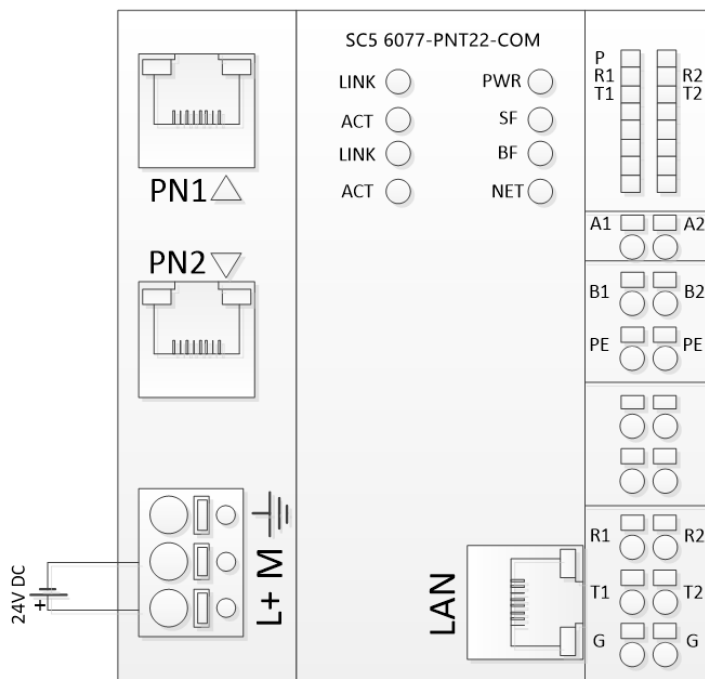 SC5 6077-PNT22-COM
LINK PWR
ACT SF
LINK BF
ACT NET
PN1
PN2
24V DC
+
L+ M
LAN
P
R1 R2
T1 T2
A1 A2
B1 B2
PE PE
R1 R2
T1 T2
G G